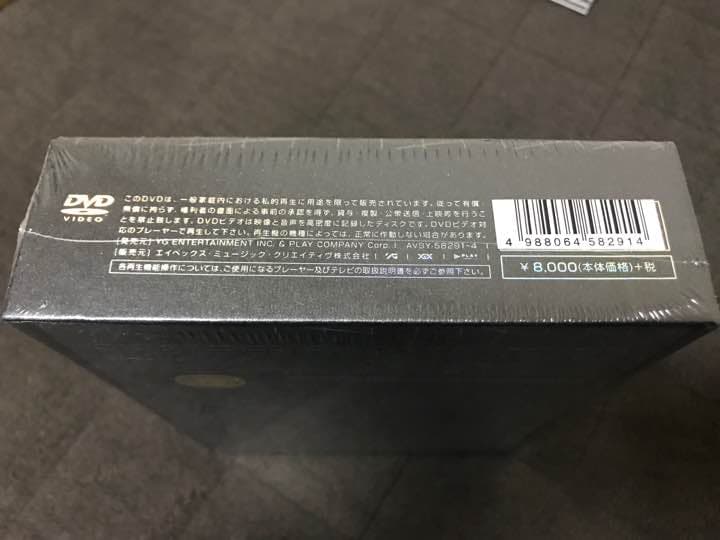 DVD
VIDEO
このDVDは、一般家庭内における私的再生に用途を限って販売されています。従って有償
無償に拘らず、権利者の書面による事前の承認を得ず、貸与・複製・公衆送信・上映等を行うこ
とを禁止致します。DVDビデオは映像と音声を高密度に記録したディスクです。DVDビデオ対
応のプレーヤーで再生して下さい。再生機の機種によっては、正常に作動しない場合があります。
[発売元] YG ENTERTAINMENT INC. & PLAY COMPANY Corp. | AVBY-58291-4
[販売元] エイベックス・ミュージック・クリエイティヴ株式会社
YGEX
PLAY
各再生機能操作については、ご使用になるプレーヤー及びテレビの取扱説明書を必ずご参照下さい。
4 988064 582914
￥8,000(本体価格)+税